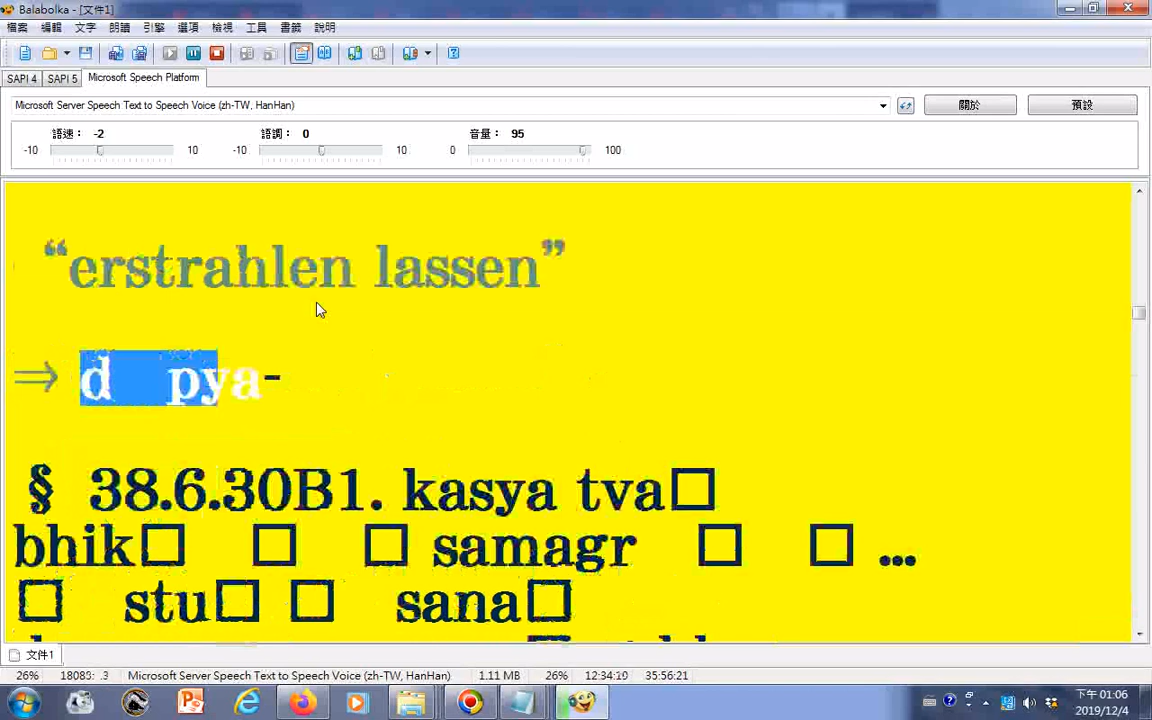 Balabolka - [文件1]
檔案 編輯 文字 朗讀 引擎 選項 檢視 工具 書籤 說明
SAPI 4 SAPI 5 Microsoft Speech Platform
Microsoft Server Speech Text to Speech Voice (zh-TW, HanHan) 關於 預設
語速： -2 語調： 0 音量： 95
-10 10 -10 10 0 100
“erstrahlen lassen”
⇒ d pya-
§ 38.6.30B1. kasya tva□
bhik□ □ □ samagr □ □ ...
□ stu□ □ sana□
文件1
26% 18085: .3 Microsoft Server Speech Text to Speech Voice (zh-TW, HanHan) 1.11 MB 26% 12:34:19 35:56:21
下午 01:06
2019/12/4